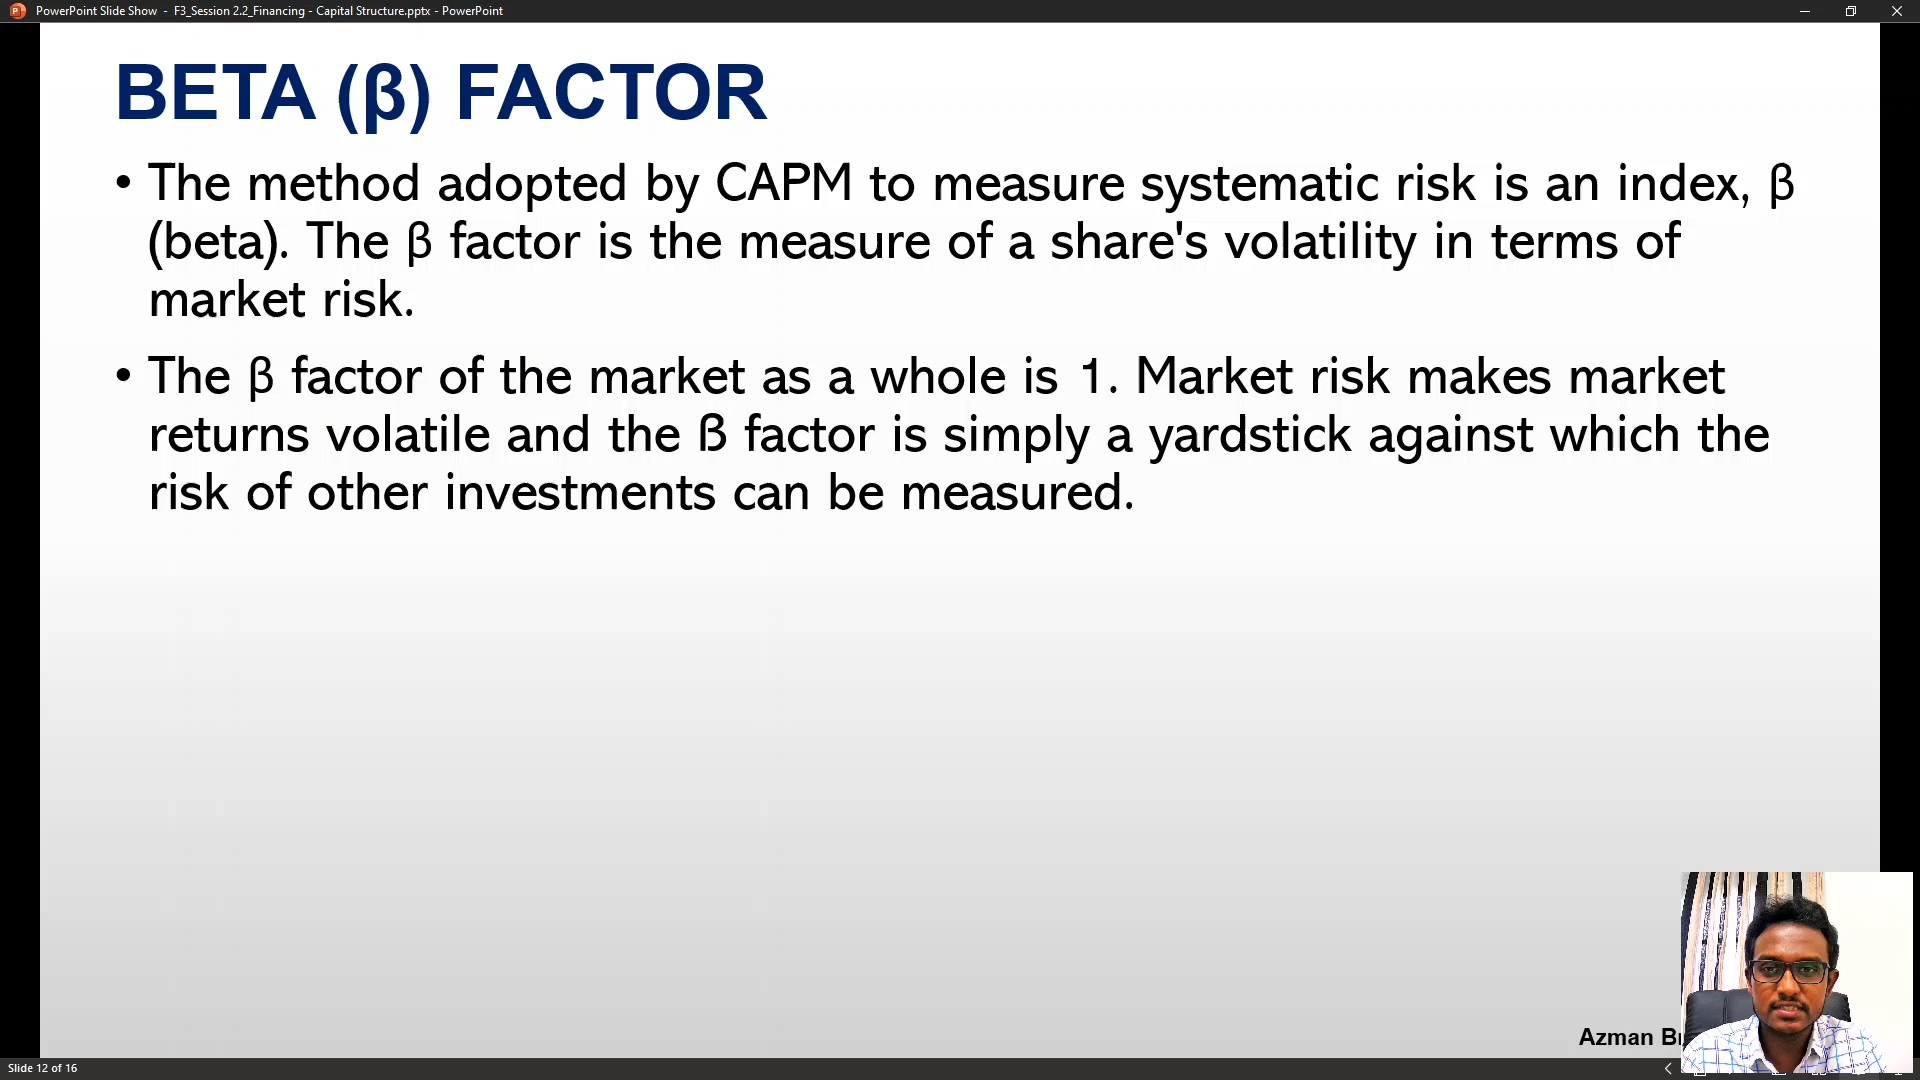 PowerPoint Slide Show - F3_Session 2.2_Financing - Capital Structure.pptx - PowerPoint
BETA (β) FACTOR
• The method adopted by CAPM to measure systematic risk is an index, β
(beta). The β factor is the measure of a share's volatility in terms of
market risk.
• The β factor of the market as a whole is 1. Market risk makes market
returns volatile and the ß factor is simply a yardstick against which the
risk of other investments can be measured.
Azman
Slide 12 of 16